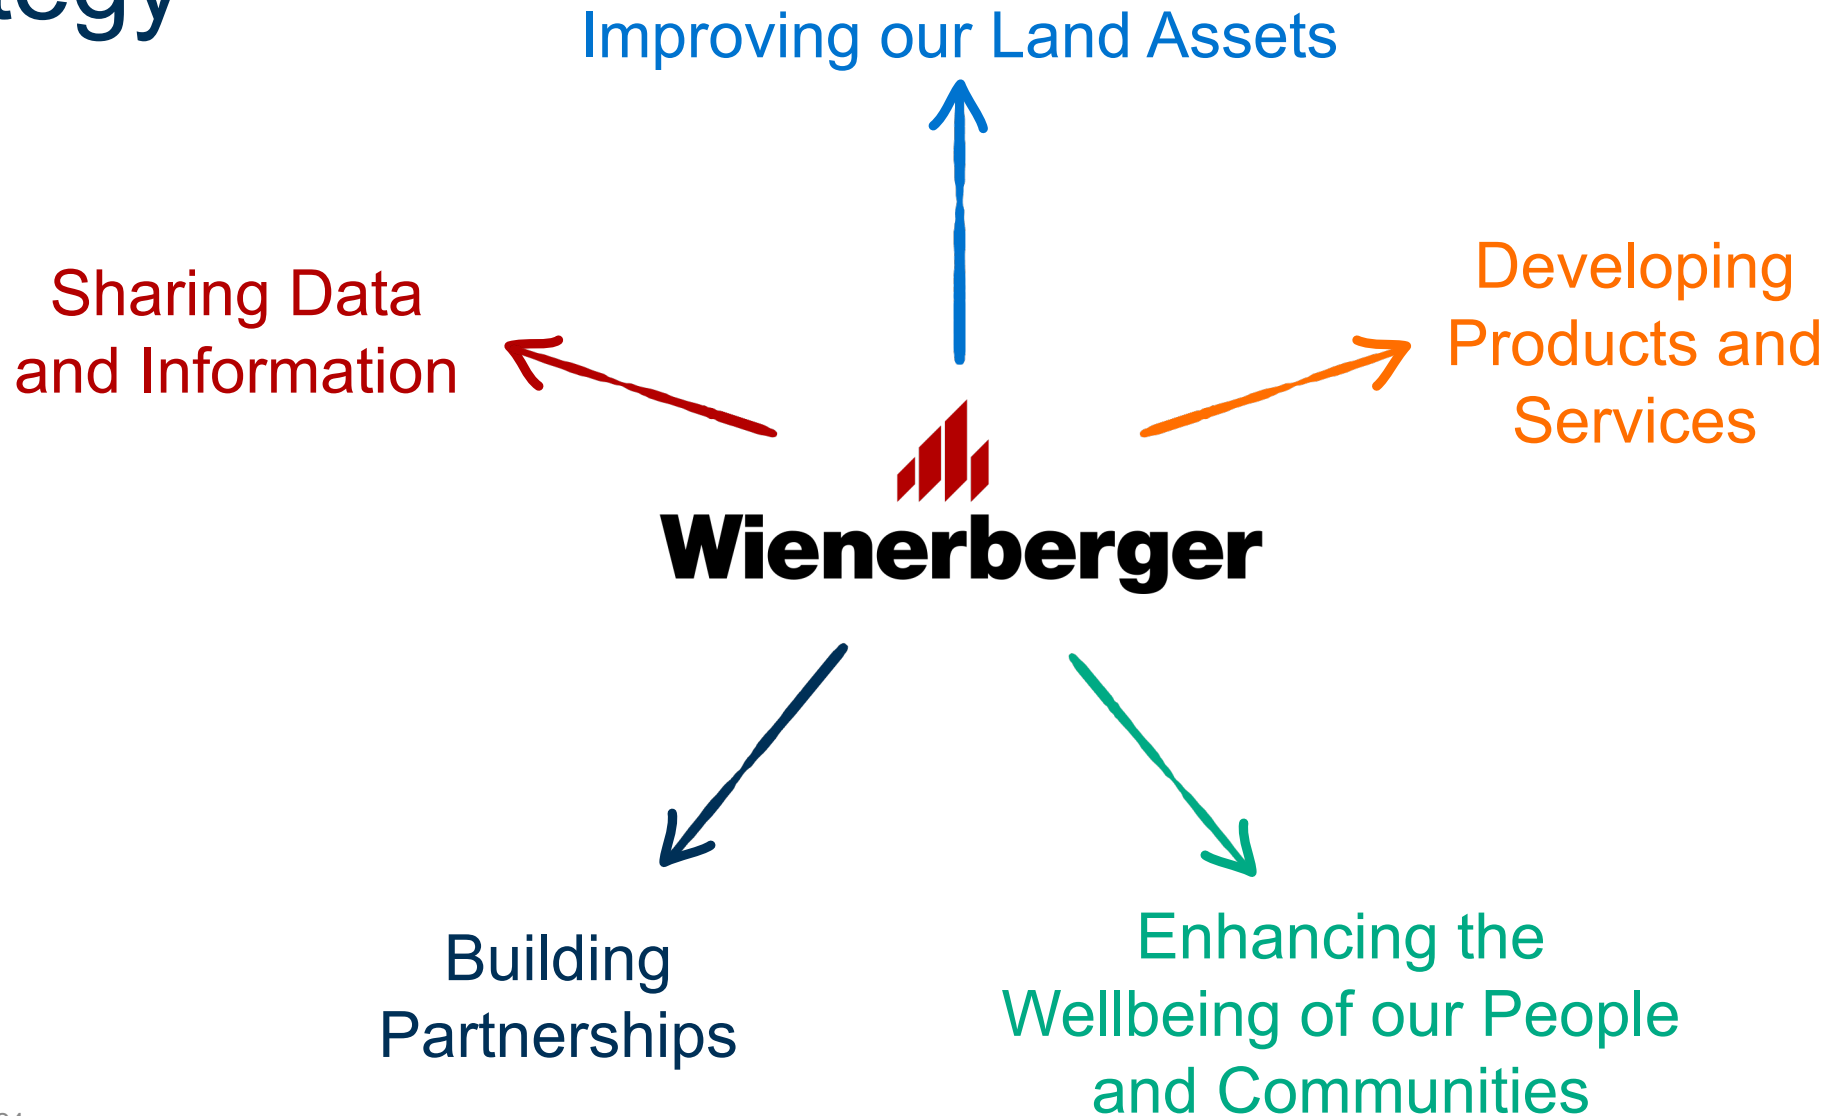 Improving our Land Assets
Sharing Data
and Information
Developing
Products and
Services
Wienerberger
Building
Partnerships
Enhancing the
Wellbeing of our People
and Communities